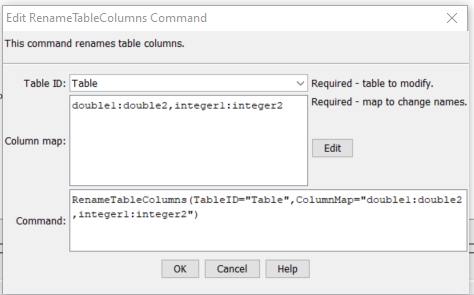 Edit RenameTableColumns Command
This command renames table columns.
Table ID: Table Required - table to modify.
double1:double2,integer1:integer2 Required - map to change names.
Column map: Edit
RenameTableColumns(TableID="Table",ColumnMap="double1:double2
,integer1:integer2")
Command:
OK Cancel Help